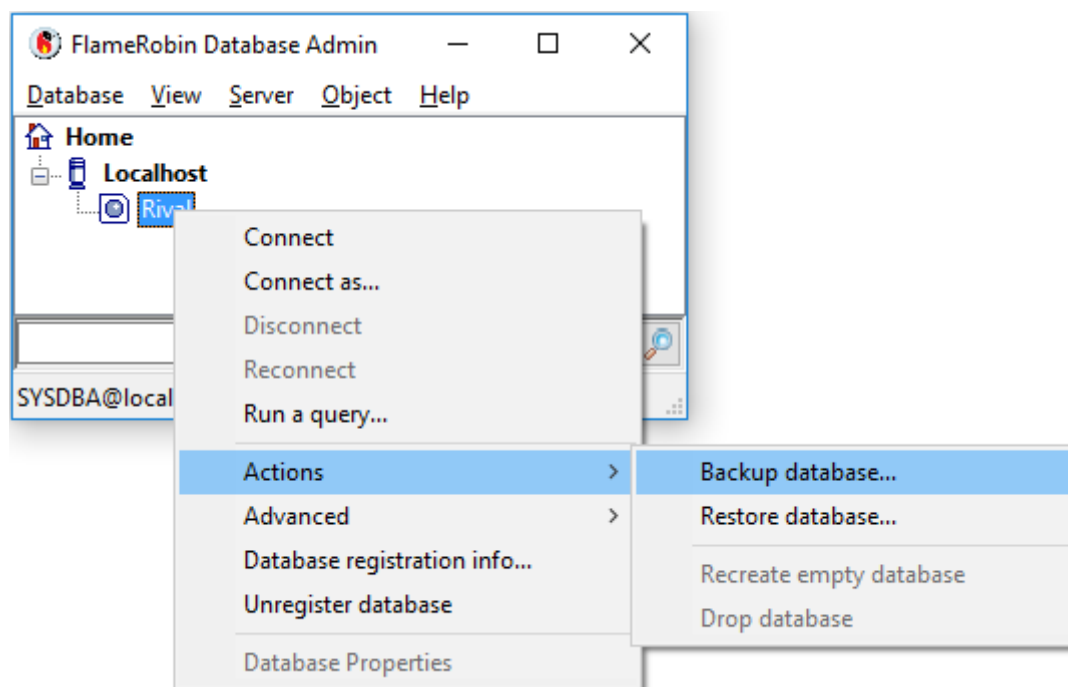 FlameRobin Database Admin
Database View Server Object Help
Home
Localhost
Rival
Connect
Connect as...
Disconnect
Reconnect
SYSDBA@local
Run a query...
Actions
Backup database...
Advanced
Restore database...
Database registration info...
Recreate empty database
Unregister database
Drop database
Database Properties